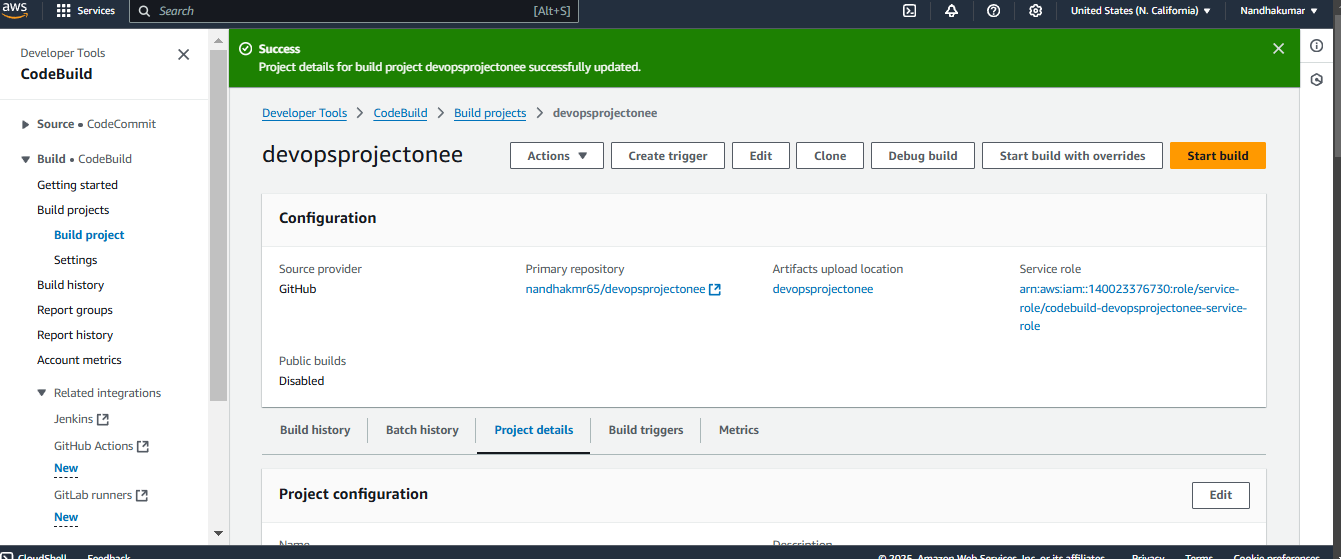 aws
Services
Search
[Alt+S]
United States (N. California)
Nandhakumar
Developer Tools
CodeBuild
Source • CodeCommit
Build • CodeBuild
Getting started
Build projects
Build project
Settings
Build history
Report groups
Report history
Account metrics
Related integrations
Jenkins
GitHub Actions
New
GitLab runners
New
Success
Project details for build project devopsprojectonee successfully updated.
Developer Tools
CodeBuild
Build projects
devopsprojectonee
devopsprojectonee
Actions
Create trigger
Edit
Clone
Debug build
Start build with overrides
Start build
Configuration
Source provider
GitHub
Primary repository
nandhakmr65/devopsprojectonee
Artifacts upload location
devopsprojectonee
Service role
arn:aws:iam::140023376730:role/service-
role/codebuild-devopsprojectonee-service-
role
Public builds
Disabled
Build history
Batch history
Project details
Build triggers
Metrics
Project configuration
Edit
Name
Description
CloudShell
Feedback
© 2025, Amazon Web Services, Inc. or its affiliates.
Privacy
Terms
Cookie preferences